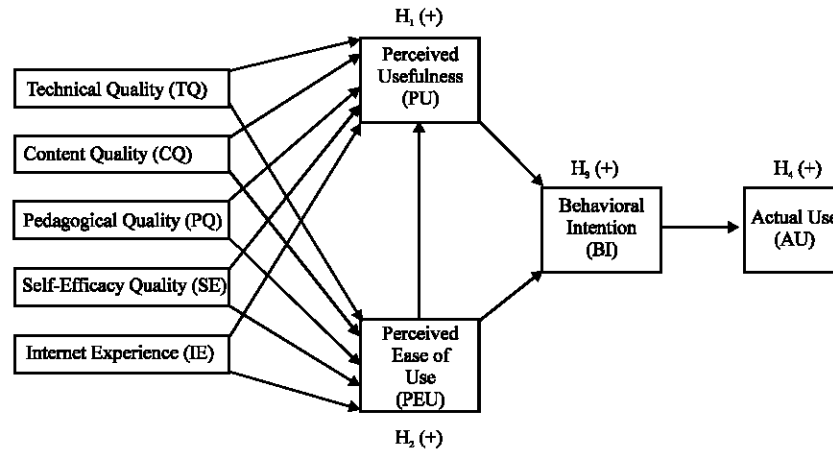 H₁ (+)
Perceived
Usefulness
(PU)
Technical Quality (TQ)
Content Quality (CQ)
Pedagogical Quality (PQ)
Self-Efficacy Quality (SE)
Internet Experience (IE)
Perceived
Ease of
Use
(PEU)
H₂ (+)
H₃ (+)
Behavioral
Intention
(BI)
H₄ (+)
Actual Use
(AU)